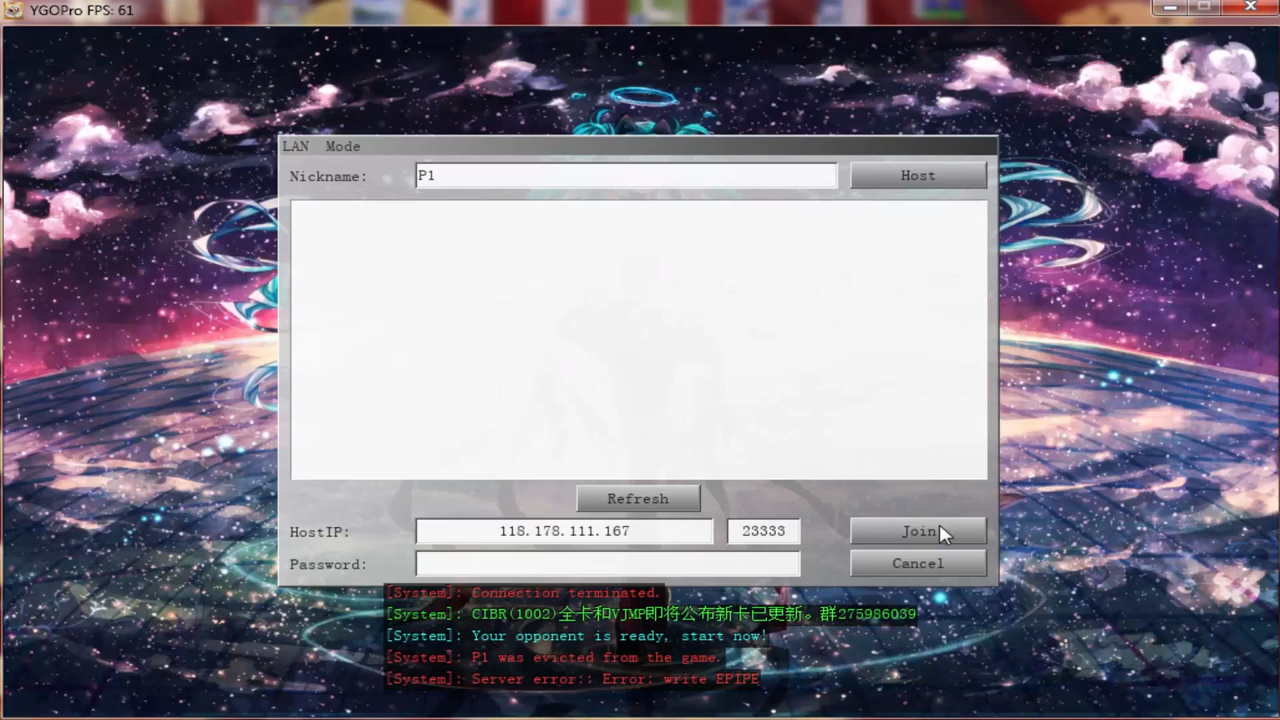 YGOPro FPS: 61
LAN Mode
Nickname: P1 Host
Refresh
HostIP: 118.178.111.167 23333 Join
Password: Cancel
[System]: Connection terminated.
[System]: CIBR(1002)全卡和VJMP即将公布新卡已更新。群275986039
[System]: Your opponent is ready, start now!
[System]: P1 was evicted from the game.
[System]: Server error:: Error: write EPIPE